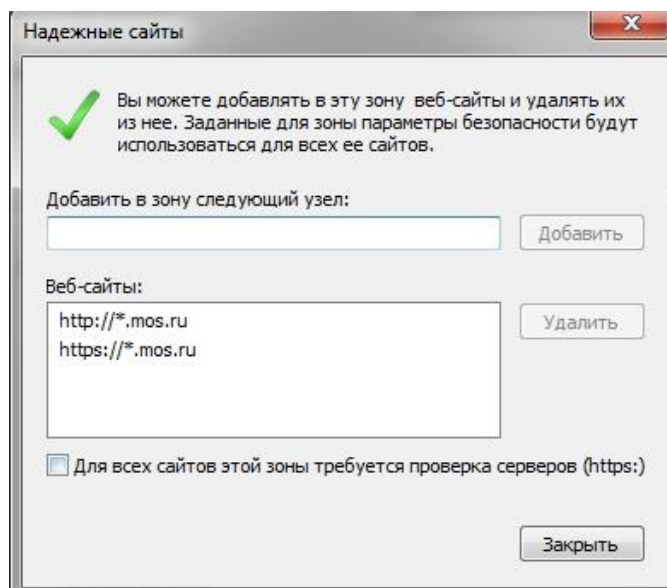 Надежные сайты
Вы можете добавлять в эту зону веб-сайты и удалять их
из нее. Заданные для зоны параметры безопасности будут
использоваться для всех ее сайтов.
Добавить в зону следующий узел:
Добавить
Веб-сайты:
http://*.mos.ru
https://*.mos.ru
Удалить
Для всех сайтов этой зоны требуется проверка серверов (https:)
Закрыть